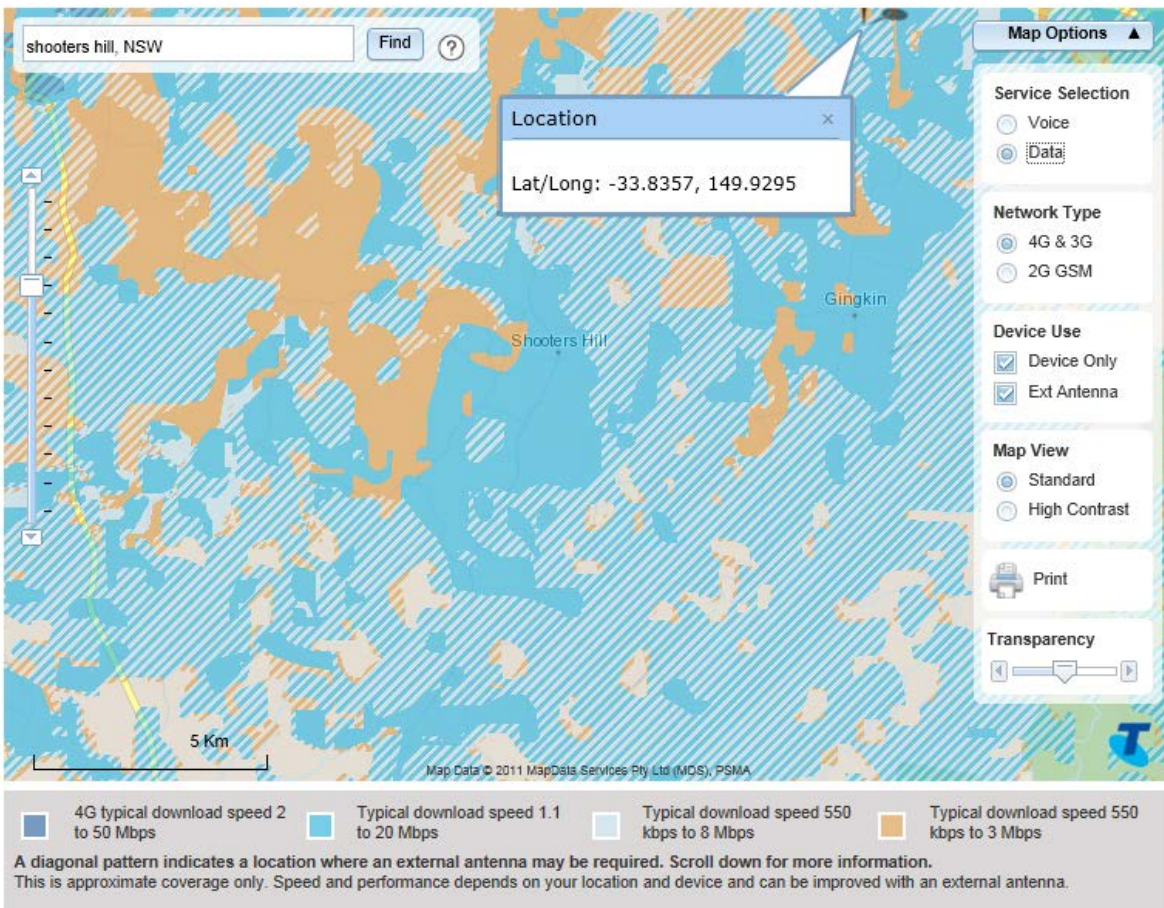 shooters hill, NSW
Find
?
Map Options ▲
Location
×
Lat/Long: -33.8357, 149.9295
Service Selection
Voice
Data
Network Type
4G & 3G
2G GSM
Device Use
Device Only
Ext Antenna
Map View
Standard
High Contrast
Print
Transparency
Gingkin
Shooters Hill
5 Km
Map Data © 2011 MapData Services Pty Ltd (MDS), PSMA
T
4G typical download speed 2
to 50 Mbps
Typical download speed 1.1
to 20 Mbps
Typical download speed 550
kbps to 8 Mbps
Typical download speed 550
kbps to 3 Mbps
A diagonal pattern indicates a location where an external antenna may be required. Scroll down for more information.
This is approximate coverage only. Speed and performance depends on your location and device and can be improved with an external antenna.